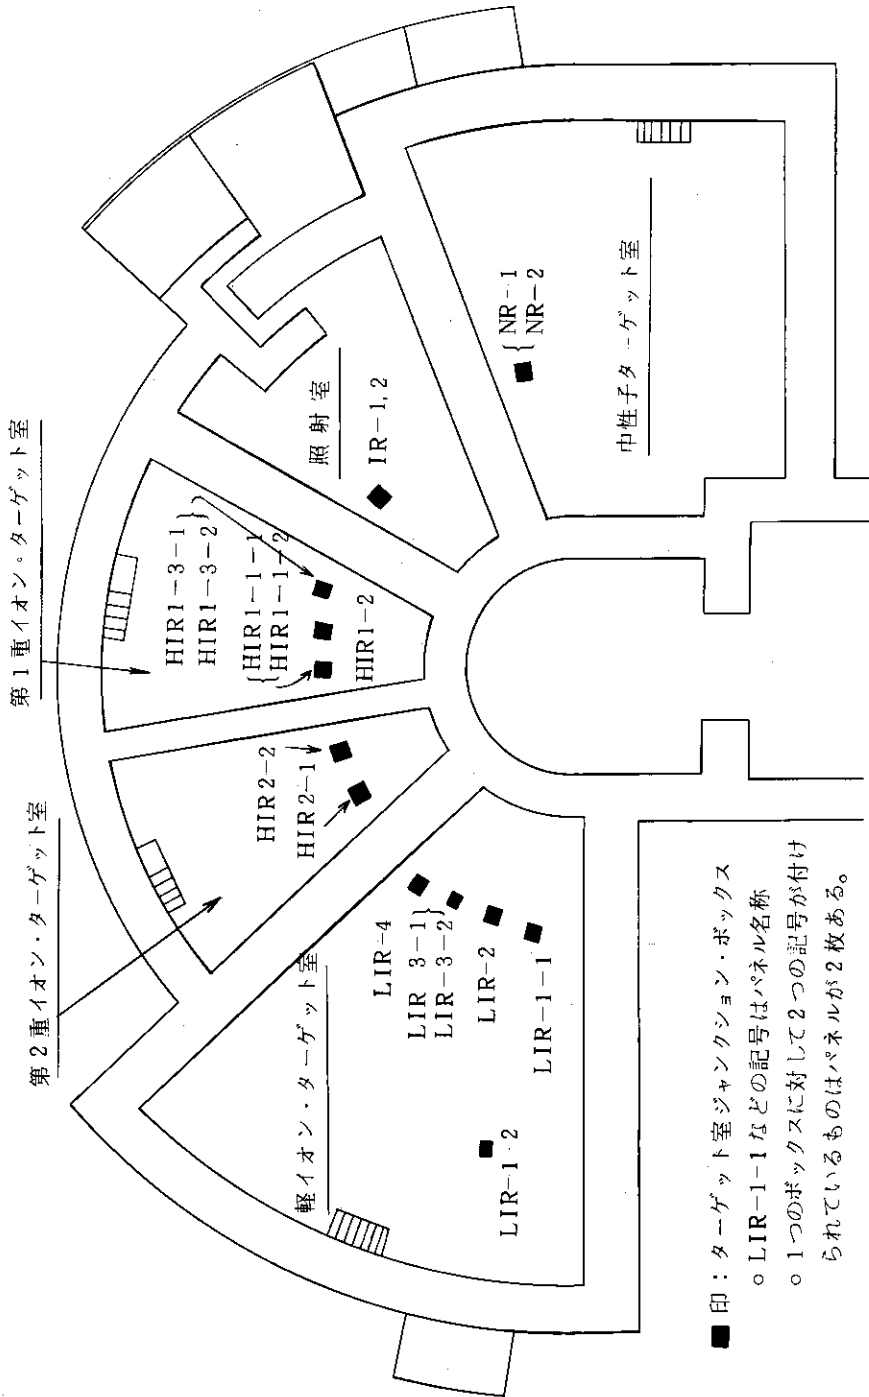 第1重イオン・ターゲット室
第2重イオン・ターゲット室
HIR1-3-1
HIR1-3-2
HIR1-1-1
HIR1-1-2
HIR1-2
照射室
IR-1,2
NR-1
NR-2
中性子ターゲット室
HIR2-2
HIR2-1
軽イオン・ターゲット室
LIR-4
LIR 3-1
LIR-3-2
LIR-2
LIR-1-1
LIR-1 2
■印：ターゲット室ジャンクション・ボックス
○LIR-1-1などの記号はパネル名称
○1つのボックスに対して2つの記号が付け
られているものはパネルが2枚ある。